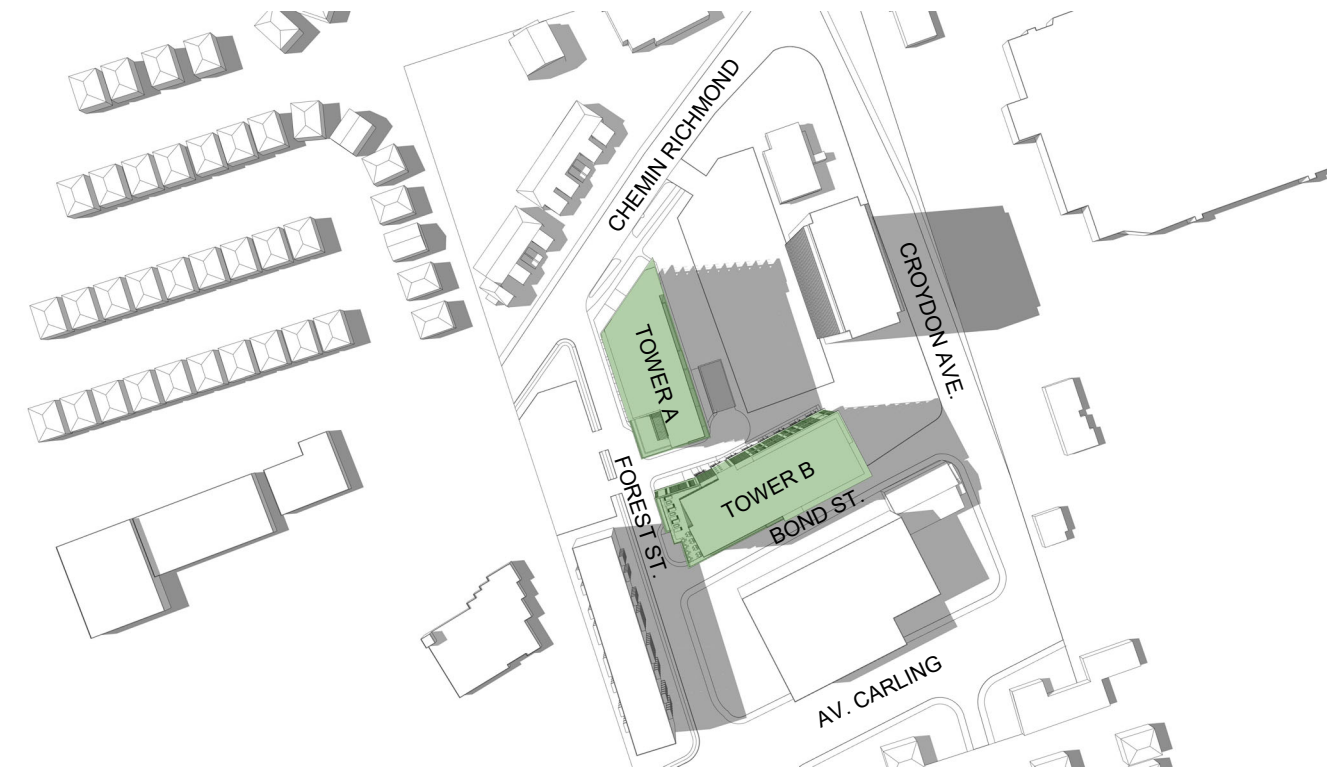 CHEMIN RICHMOND
CROYDON AVE.
TOWER A
FOREST ST.
TOWER B
BOND ST.
AV. CARLING